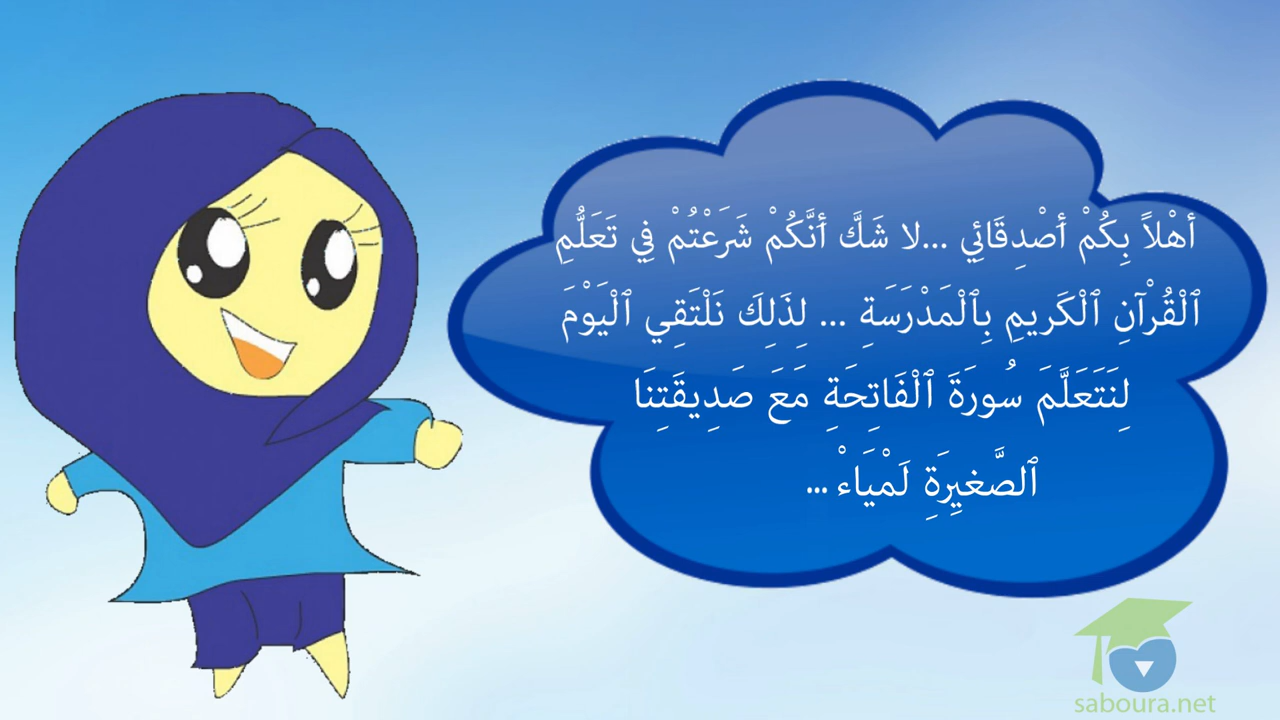 أَهْلاً بِكُمْ أَصْدِقَائِي ...لا شَكَّ أَنَّكُمْ شَرَعْتُمْ فِي تَعَلُّمِ
ٱلْقُرْآنِ ٱلْكَرِيمِ بِٱلْمَدْرَسَةِ ... لِذَلِكَ نَلْتَقِي ٱلْيَوْمَ
لِنَتَعَلَّمَ سُورَةَ ٱلْفَاتِحَةِ مَعَ صَدِيقَتِنَا
ٱلصَّغِيرَةِ لَمْيَاءْ ...
saboura.net